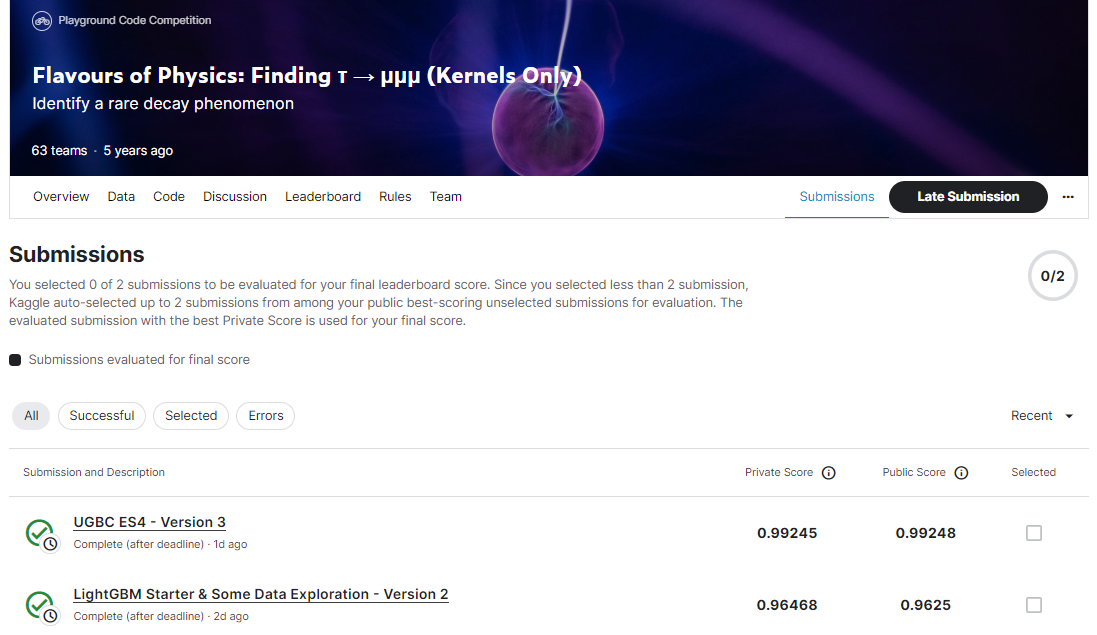 Playground Code Competition
Flavours of Physics: Finding τ → μμμ (Kernels Only)
Identify a rare decay phenomenon
63 teams · 5 years ago
Overview Data Code Discussion Leaderboard Rules Team Submissions Late Submission ...
Submissions
You selected 0 of 2 submissions to be evaluated for your final leaderboard score. Since you selected less than 2 submission,
Kaggle auto-selected up to 2 submissions from among your public best-scoring unselected submissions for evaluation. The
evaluated submission with the best Private Score is used for your final score.
0/2
Submissions evaluated for final score
All Successful Selected Errors Recent
Submission and Description Private Score Public Score Selected
UGBC ES4 - Version 3
Complete (after deadline) · 1d ago
0.99245 0.99248
LightGBM Starter & Some Data Exploration - Version 2
Complete (after deadline) · 2d ago
0.96468 0.9625